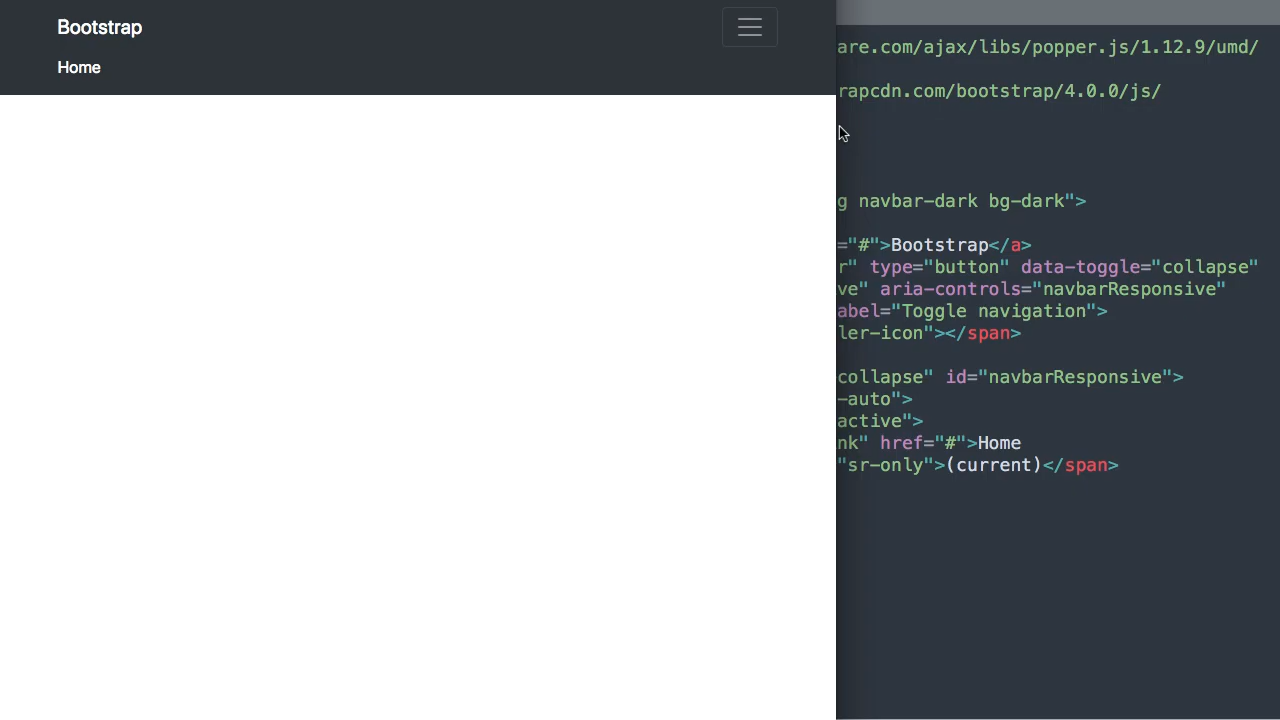 Bootstrap
Home
are.com/ajax/libs/popper.js/1.12.9/umd/
rapcdn.com/bootstrap/4.0.0/js/
g navbar-dark bg-dark">
="#">Bootstrap</a>
r" type="button" data-toggle="collapse"
ve" aria-controls="navbarResponsive"
abel="Toggle navigation">
ler-icon"></span>
collapse" id="navbarResponsive">
-auto">
active">
nk" href="#">Home
"sr-only">(current)</span>